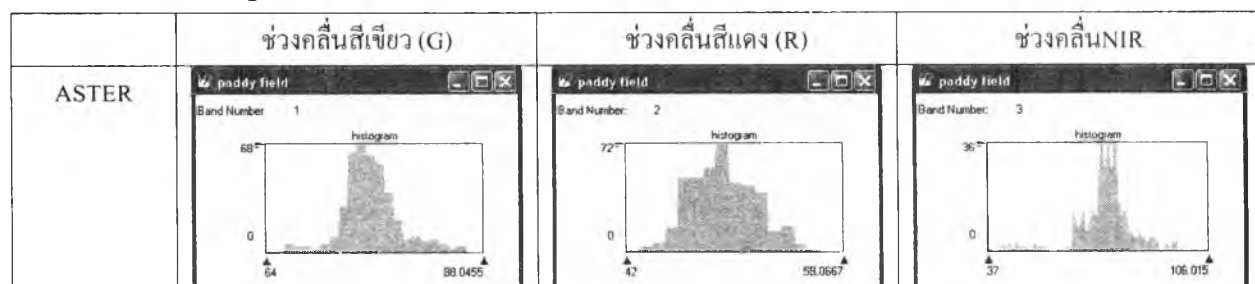 ช่วงคลื่นสีเขียว (G) ช่วงคลื่นสีแดง (R) ช่วงคลื่นNIR
ASTER
paddy field paddy field paddy field
Band Number 1 Band Number: 2 Band Number: 3
histogram histogram histogram
68 72 36
0 0 0
64 88.0455 42 59.0667 37 106.015